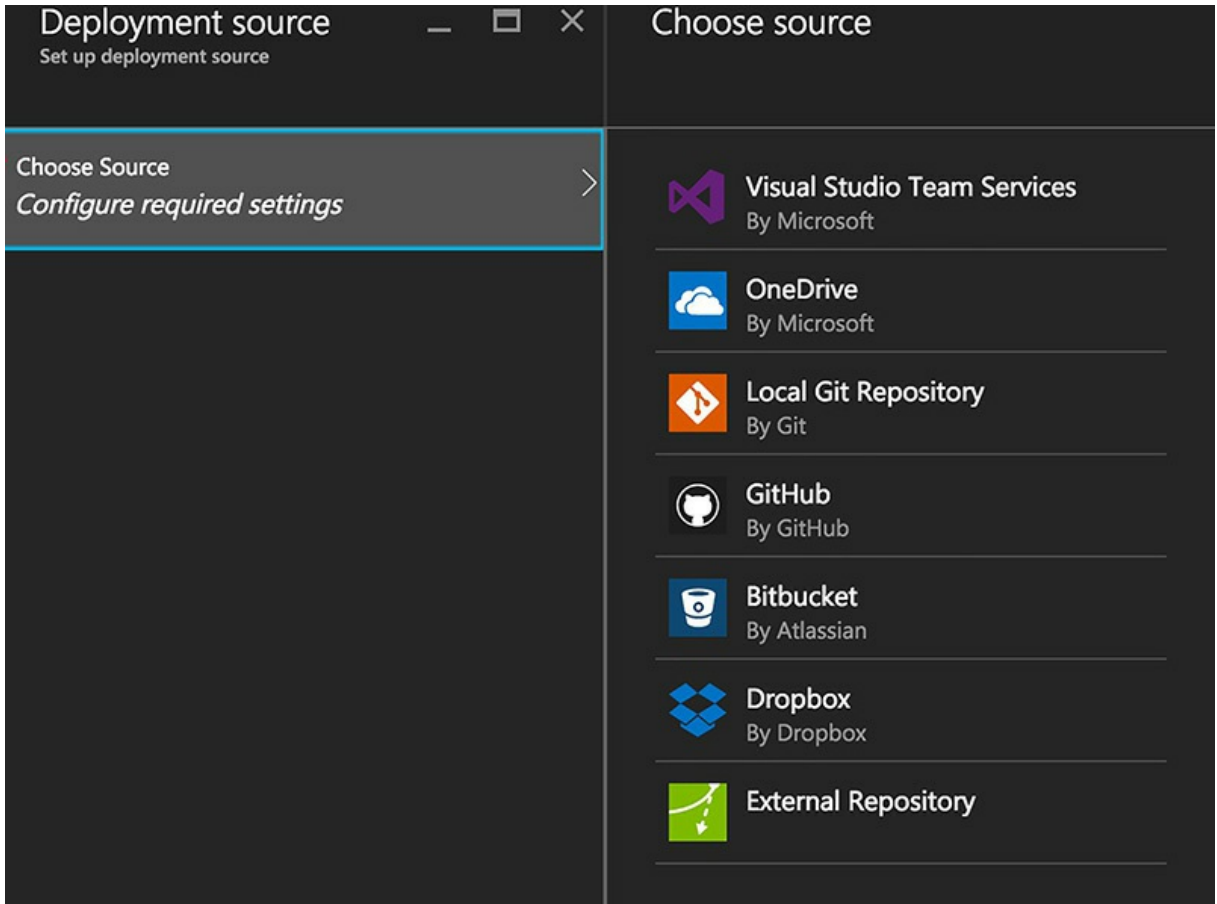 Deployment source
Set up deployment source
Choose Source
Configure required settings
Choose source
Visual Studio Team Services
By Microsoft
OneDrive
By Microsoft
Local Git Repository
By Git
GitHub
By GitHub
Bitbucket
By Atlassian
Dropbox
By Dropbox
External Repository